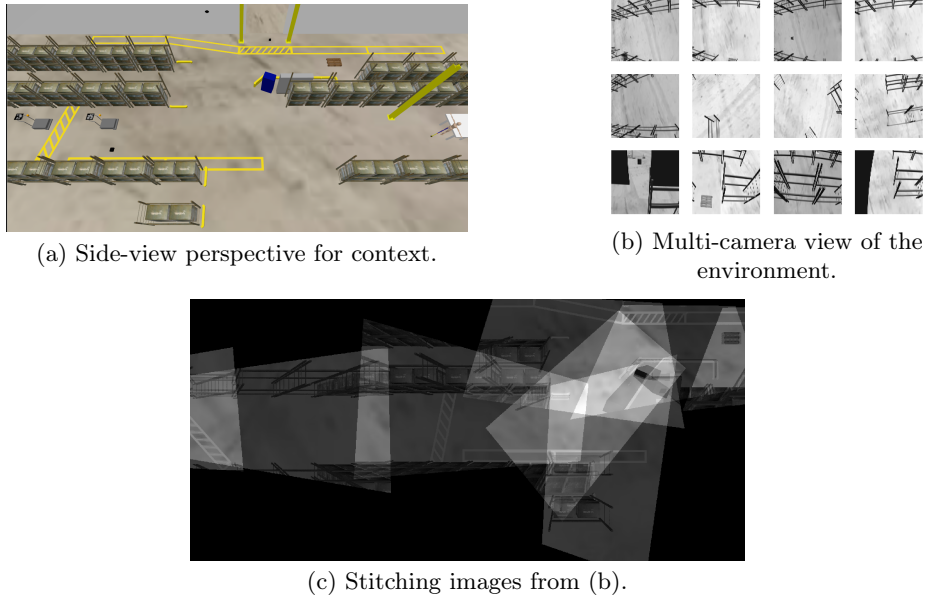 (a) Side-view perspective for context.
(b) Multi-camera view of the
environment.
(c) Stitching images from (b).